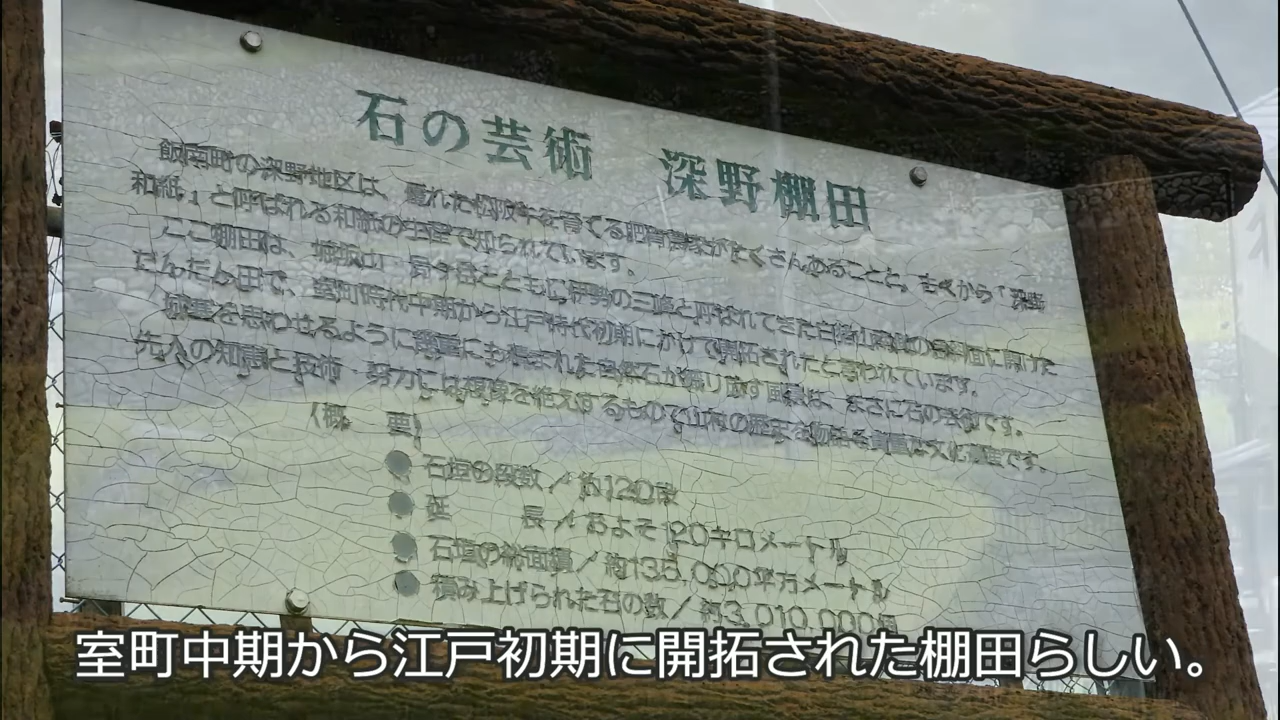 石の芸術 深野棚田
飯南町の深野地区は、優れた松阪牛を育てる肥育農家がたくさんあることと、古くから「深野
和紙」と呼ばれる和紙の生産で知られています。
ここ棚田は、堀坂山 局ケ岳とともに伊勢の三峰と呼ばれてきた白猪山 の 斜面に開けた
だんだん田で、室町時代中期から江戸時代初期にかけて開拓されたと言われています。
城塞を思わせるように幾重にも積まれた自然石が織り成す風景は、まさに石の芸術です。
先人の知恵と技術・努力には想像を絶えするもので山村の歴史を物語る貴重な文化遺産です。
(概 要)
●石垣の段数/約120段
●延 長/およそ120キロメートル
●石垣の総面積/約135,000平方メートル
●積み上げられた石の数/約3,010,000個
室町中期から江戸初期に開拓された棚田らしい。